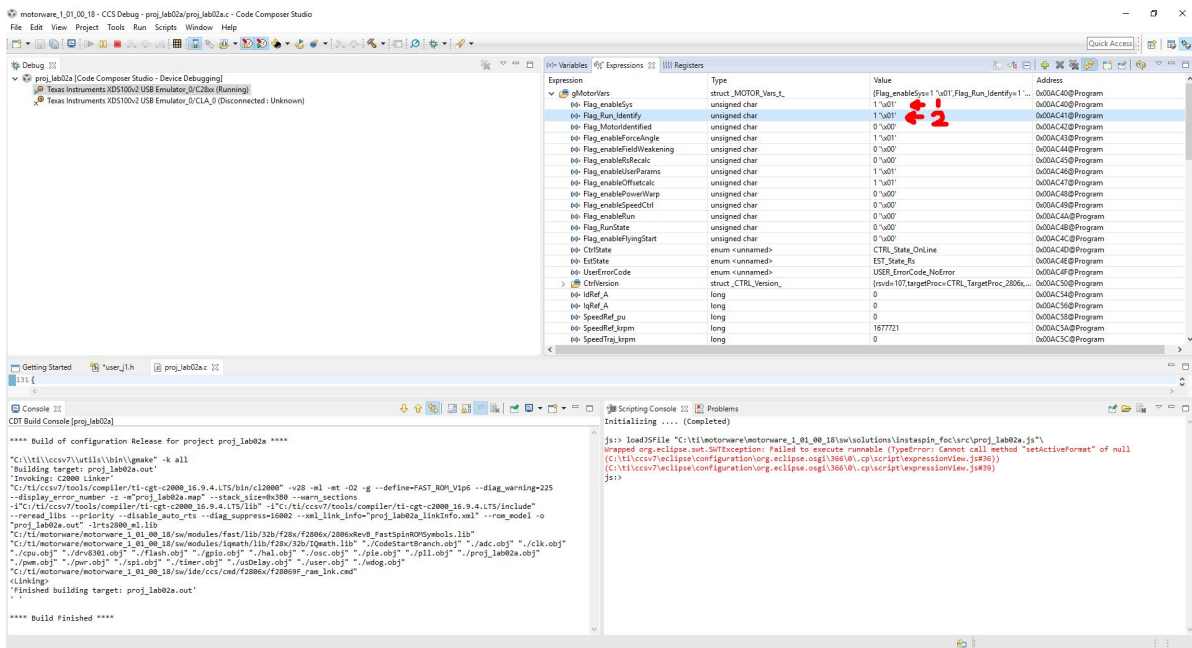 motorware_1_01_00_18 - CCS Debug - proj_lab02a/proj_lab02a.c - Code Composer Studio
File Edit View Project Tools Run Scripts Window Help
Quick Access
Debug
proj_lab02a [Code Composer Studio - Device Debugging]
Texas Instruments XDS100v2 USB Emulator_0/C28xx (Running)
Texas Instruments XDS100v2 USB Emulator_0/CLA_0 (Disconnected : Unknown)
(x)= Variables Expressions Registers
Expression Type Value Address
gMotorVars struct _MOTOR_Vars_t_ {Flag_enableSys=1 '\x01',Flag_Run_Identify=1 '... 0x00AC40@Program
(x)= Flag_enableSys unsigned char 1 '\x01' 1 0x00AC40@Program
(x)= Flag_Run_Identify unsigned char 1 '\x01' 2 0x00AC41@Program
(x)= Flag_MotorIdentified unsigned char 0 '\x00' 0x00AC42@Program
(x)= Flag_enableForceAngle unsigned char 1 '\x01' 0x00AC43@Program
(x)= Flag_enableFieldWeakening unsigned char 0 '\x00' 0x00AC44@Program
(x)= Flag_enableRsRecalc unsigned char 0 '\x00' 0x00AC45@Program
(x)= Flag_enableUserParams unsigned char 1 '\x01' 0x00AC46@Program
(x)= Flag_enableOffsetcalc unsigned char 1 '\x01' 0x00AC47@Program
(x)= Flag_enablePowerWarp unsigned char 0 '\x00' 0x00AC48@Program
(x)= Flag_enableSpeedCtrl unsigned char 0 '\x00' 0x00AC49@Program
(x)= Flag_enableRun unsigned char 0 '\x00' 0x00AC4A@Program
(x)= Flag_RunState unsigned char 0 '\x00' 0x00AC4B@Program
(x)= Flag_enableFlyingStart unsigned char 0 '\x00' 0x00AC4C@Program
(x)= CtrlState enum <unnamed> CTRL_State_OnLine 0x00AC4D@Program
(x)= EstState enum <unnamed> EST_State_Rs 0x00AC4E@Program
(x)= UserErrorCode enum <unnamed> USER_ErrorCode_NoError 0x00AC4F@Program
CtrlVersion struct _CTRL_Version_ {rsvd=107,targetProc=CTRL_TargetProc_2806x,... 0x00AC50@Program
(x)= IdRef_A long 0 0x00AC54@Program
(x)= IqRef_A long 0 0x00AC56@Program
(x)= SpeedRef_pu long 0 0x00AC58@Program
(x)= SpeedRef_krpm long 1677721 0x00AC5A@Program
(x)= SpeedTraj_krpm long 0 0x00AC5C@Program
Getting Started *user_j1.h proj_lab02a.c
131 {
Console
CDT Build Console [proj_lab02a]
**** Build of configuration Release for project proj_lab02a ****
"C:\\ti\\ccsv7\\utils\\bin\\gmake" -k all
'Building target: proj_lab02a.out'
'Invoking: C2000 Linker'
"C:/ti/ccsv7/tools/compiler/ti-cgt-c2000_16.9.4.LTS/bin/cl2000" -v28 -ml -mt -O2 -g --define=FAST_ROM_V1p6 --diag_warning=225
--display_error_number -z -m"proj_lab02a.map" --stack_size=0x380 --warn_sections
-i"C:/ti/ccsv7/tools/compiler/ti-cgt-c2000_16.9.4.LTS/lib" -i"C:/ti/ccsv7/tools/compiler/ti-cgt-c2000_16.9.4.LTS/include"
--reread_libs --priority --disable_auto_rts --diag_suppress=16002 --xml_link_info="proj_lab02a_linkInfo.xml" --rom_model -o
"proj_lab02a.out" -lrts2800_ml.lib
"C:/ti/motorware/motorware_1_01_00_18/sw/modules/fast/lib/32b/f28x/f2806x/2806xRevB_FastSpinROMSymbols.lib"
"C:/ti/motorware/motorware_1_01_00_18/sw/modules/iqmath/lib/f28x/32b/IQmath.lib" "./CodeStartBranch.obj" "./adc.obj" "./clk.obj"
"./cpu.obj" "./drv8301.obj" "./flash.obj" "./gpio.obj" "./hal.obj" "./osc.obj" "./pie.obj" "./pll.obj" "./proj_lab02a.obj"
"./pwm.obj" "./pwr.obj" "./spi.obj" "./timer.obj" "./usDelay.obj" "./user.obj" "./wdog.obj"
"C:/ti/motorware/motorware_1_01_00_18/sw/ide/ccs/cmd/f2806x/f28069F_ram_lnk.cmd"
<Linking>
'Finished building target: proj_lab02a.out'
' '
**** Build Finished ****
Scripting Console Problems
Initializing .... (Completed)
js:> loadJSFile "C:\ti\motorware\motorware_1_01_00_18\sw\solutions\instaspin_foc\src\proj_lab02a.js"\
Wrapped org.eclipse.swt.SWTException: Failed to execute runnable (TypeError: Cannot call method "setActiveFormat" of null
(C:\ti\ccsv7\eclipse\configuration\org.eclipse.osgi\366\0\.cp\script\expressionView.js#36))
(C:\ti\ccsv7\eclipse\configuration\org.eclipse.osgi\366\0\.cp\script\expressionView.js#39)
js:>